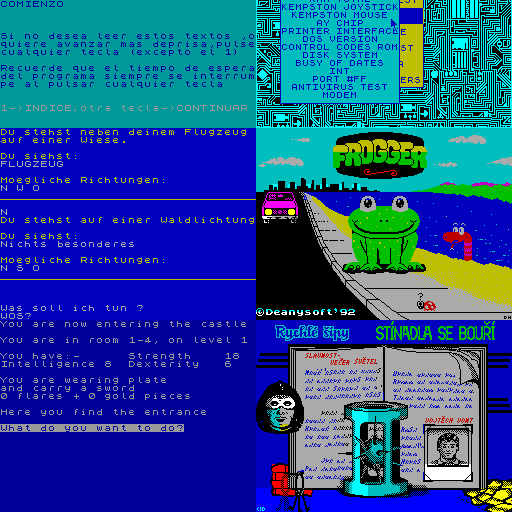 COMIENZO
Si no desea leer estos textos ,o
quiere avanzar mas deprisa,pulse
cualquier tecla (excepto el 1)
Recuerde que el tiempo de espera
del programa siempre se interrum
pe al pulsar cualquier tecla
1->INDICE;otra tecla->CONTINUAR
KEMPSTON JOYSTICK
KEMPSTON MOUSE
AY CHIP
PRINTER INTERFACE
DOS VERSION
CONTROL CODES ROM
DISK SYSTEM
BUSY OF DATES
INT
PORT #FF
ANTIVIRUS TEST
MODEM
EST
ERS
Du stehst neben deinem Flugzeug
auf einer Wiese.
Du siehst:
FLUGZEUG
Moegliche Richtungen:
N W O
N
Du stehst auf einer Waldlichtung
Du siehst:
Nichts besonderes
Moegliche Richtungen:
N S O
Was soll ich tun ?
WOS?
FROGGER
©Deanysoft'92
You are now entering the castle
You are in room 1-4, on level 1
You have:- Strength 18
Intelligence 8 Dexterity 6
You are wearing plate
and carry a sword
0 flares + 0 gold pieces
Here you find the entrance
What do you want to do?
Rychlé šípy
STÍNADLA SE BOUŘÍ
SLAVNOST-
VEČER SVĚTEL
VOJTĚCH VONT